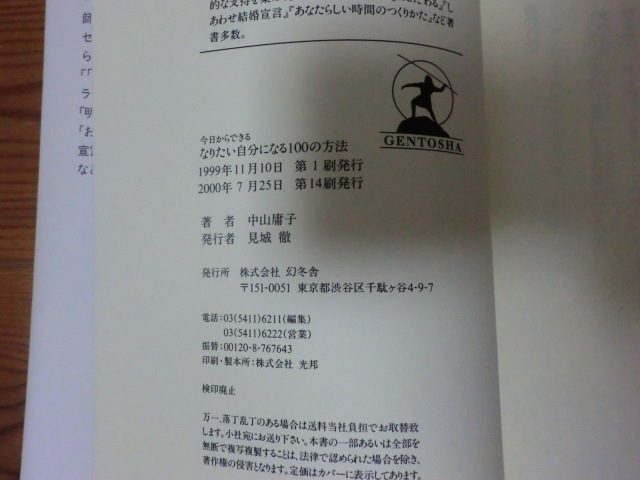 あわせ結婚宣言』『あなたらしい時間のつくりかた』など著
書多数。
GENTOSHA
今日からできる
なりたい自分になる100の方法
1999年11月10日 第1刷発行
2000年7月25日 第14刷発行
著 者 中山庸子
発行者 見城 徹
発行所 株式会社 幻冬舎
〒151-0051 東京都渋谷区千駄ヶ谷4-9-7
電話:03(5411)6211(編集)
03(5411)6222(営業)
振替:00120-8-767643
印刷・製本所:株式会社 光邦
検印廃止
万一、落丁乱丁のある場合は送料当社負担でお取替致
します。小社宛にお送り下さい。本書の一部あるいは全部を
無断で複写複製することは、法律で認められた場合を除き、
著作権の侵害となります。定価はカバーに表示してあります。